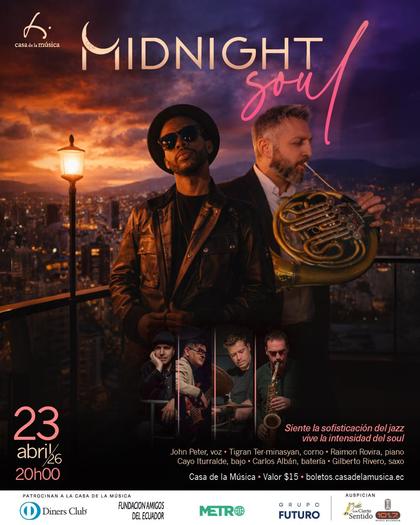 casa de la música
MIDNIGHT
soul
23
abril/26
20h00
Siente la sofisticación del jazz
vive la intensidad del soul
John Peter, voz • Tigran Ter-minasyan, corno • Raimon Rovira, piano
Cayo Iturralde, bajo • Carlos Albán, batería • Gilberto Rivero, saxo
Casa de la Música • Valor $15 • boletos.casadelamusica.ec
PATROCINAN A LA CASA DE LA MÚSICA
AUSPICIAN
Diners Club
FUNDACIÓN AMIGOS
DEL ECUADOR
METRO
GRUPO
FUTURO
Sentido